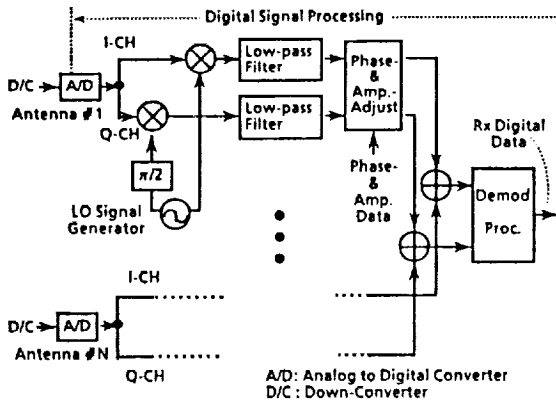 Digital Signal Processing
I-CH
Low-pass
Filter
Phase-
&
Amp.-
Adjust
D/C
A/D
Antenna #1
Q-CH
Low-pass
Filter
π/2
LO Signal
Generator
Phase-
&
Amp.
Data
Rx Digital
Data
Demod
Proc.
I-CH
D/C
A/D
Antenna #N
Q-CH
A/D: Analog to Digital Converter
D/C : Down-Converter